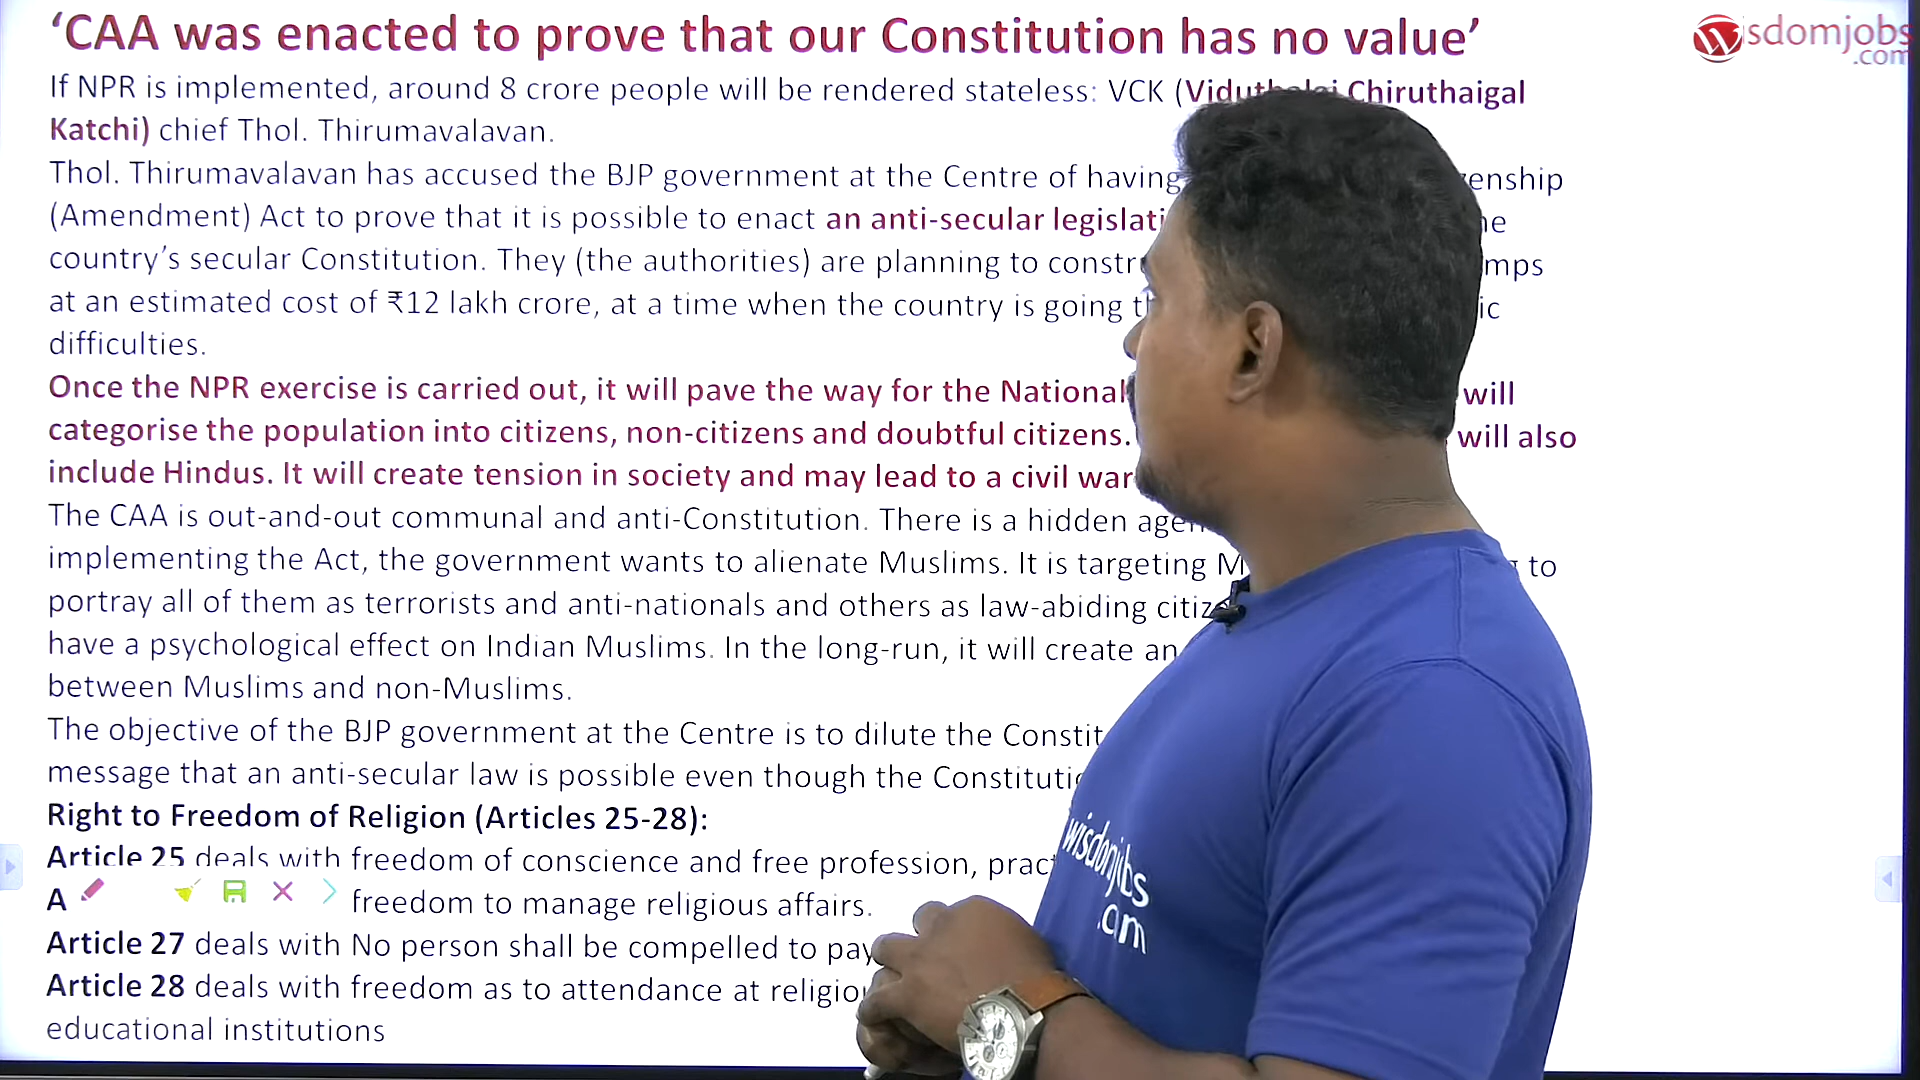 ‘CAA was enacted to prove that our Constitution has no value’
sdomjobs
.com
If NPR is implemented, around 8 crore people will be rendered stateless: VCK ( Chiruthaigal
Katchi) chief Thol. Thirumavalavan.
Thol. Thirumavalavan has accused the BJP government at the Centre of having
(Amendment) Act to prove that it is possible to enact an anti-secular
country’s secular Constitution. They (the authorities) are planning to
at an estimated cost of ₹12 lakh crore, at a time when the country is going
difficulties.
Once the NPR exercise is carried out, it will pave the way for the National will
categorise the population into citizens, non-citizens and doubtful citizens. will also
include Hindus. It will create tension in society and may lead to a civil war
The CAA is out-and-out communal and anti-Constitution. There is a hidden
implementing the Act, the government wants to alienate Muslims. It is targeting to
portray all of them as terrorists and anti-nationals and others as law-abiding
have a psychological effect on Indian Muslims. In the long-run, it will create an
between Muslims and non-Muslims.
The objective of the BJP government at the Centre is to dilute the
message that an anti-secular law is possible even though the
Right to Freedom of Religion (Articles 25-28):
Article 25 deals with freedom of conscience and free profession,
freedom to manage religious affairs.
Article 27 deals with No person shall be compelled to pay
Article 28 deals with freedom as to attendance at
educational institutions
wisdomjobs
.com